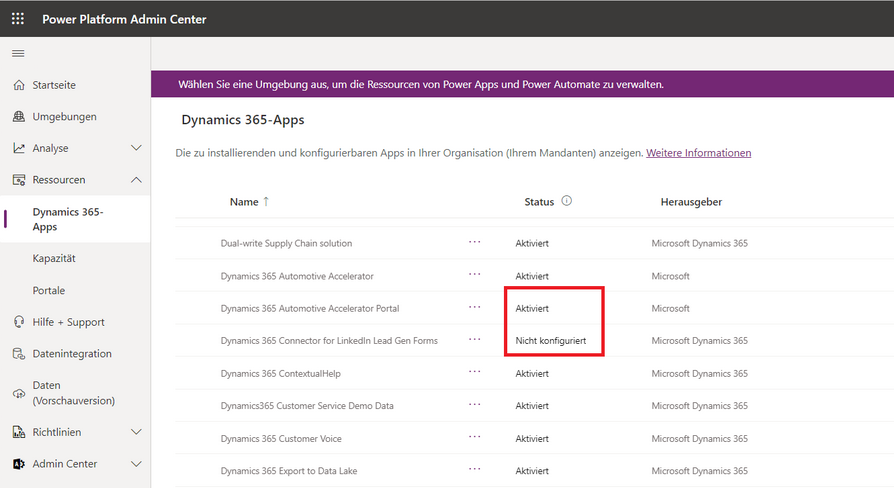 Power Platform Admin Center
Startseite
Umgebungen
Analyse
Ressourcen
Dynamics 365-
Apps
Kapazität
Portale
Hilfe + Support
Datenintegration
Daten
(Vorschauversion)
Richtlinien
Admin Center
Wählen Sie eine Umgebung aus, um die Ressourcen von Power Apps und Power Automate zu verwalten.
Dynamics 365-Apps
Die zu installierenden und konfigurierbaren Apps in Ihrer Organisation (Ihrem Mandanten) anzeigen. Weitere Informationen
Name ↑ Status Herausgeber
Dual-write Supply Chain solution ... Aktiviert Microsoft Dynamics 365
Dynamics 365 Automotive Accelerator ... Aktiviert Microsoft
Dynamics 365 Automotive Accelerator Portal ... Aktiviert Microsoft
Dynamics 365 Connector for LinkedIn Lead Gen Forms ... Nicht konfiguriert Microsoft Dynamics 365
Dynamics 365 ContextualHelp ... Aktiviert Microsoft Dynamics 365
Dynamics365 Customer Service Demo Data ... Aktiviert Microsoft Dynamics 365
Dynamics 365 Customer Voice ... Aktiviert Microsoft Dynamics 365
Dynamics 365 Export to Data Lake ... Aktiviert Microsoft Dynamics 365